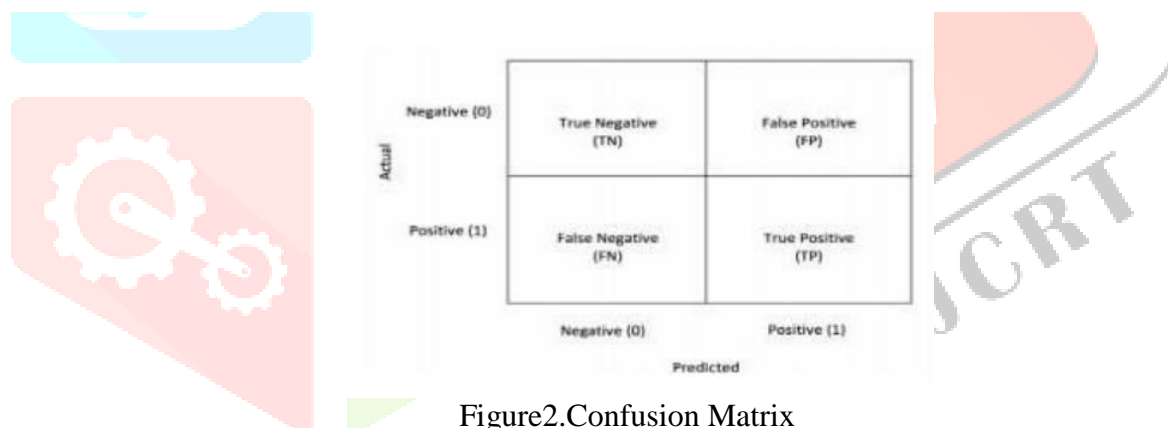 Negative (0)
True Negative
(TN)
False Positive
(FP)
Actual
Positive (1)
False Negative
(FN)
True Positive
(TP)
Negative (0)
Positive (1)
Predicted
Figure2.Confusion Matrix
JCRT